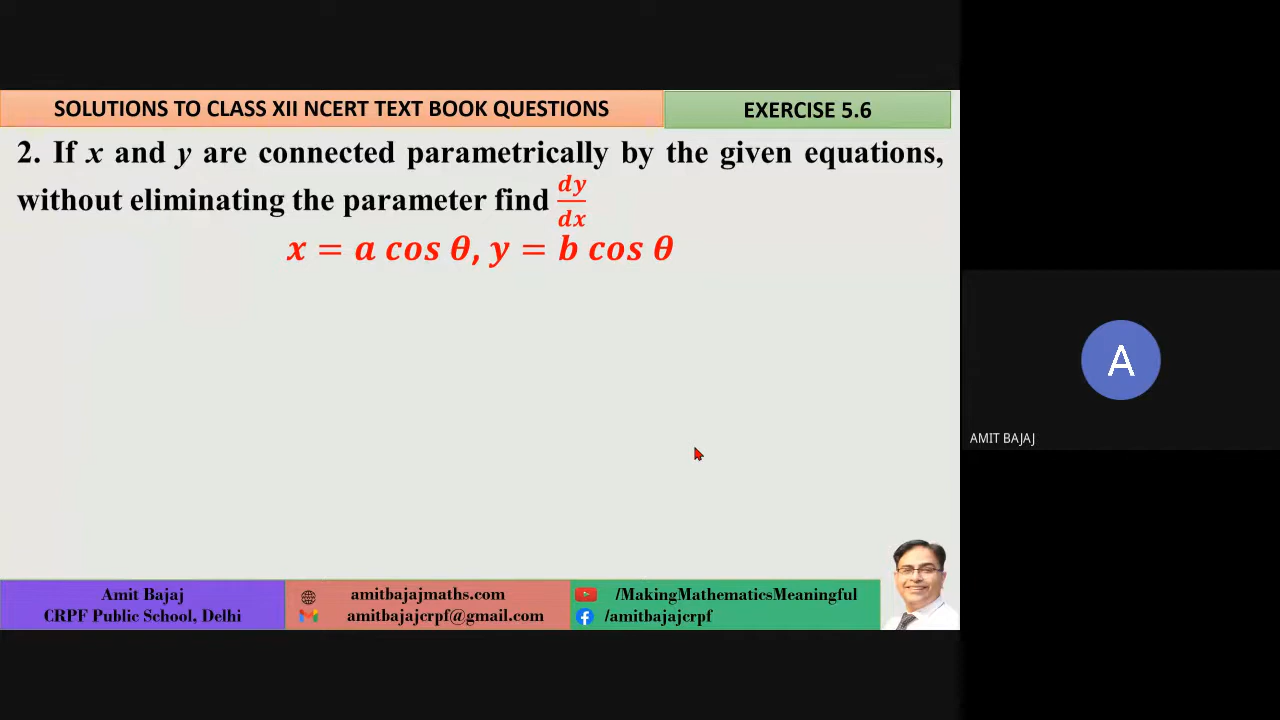 SOLUTIONS TO CLASS XII NCERT TEXT BOOK QUESTIONS
EXERCISE 5.6
2. If x and y are connected parametrically by the given equations,
without eliminating the parameter find dy/dx
x = a cos θ, y = b cos θ
A
AMIT BAJAJ
Amit Bajaj
CRPF Public School, Delhi
amitbajajmaths.com
amitbajajcrpf@gmail.com
/MakingMathematicsMeaningful
/amitbajajcrpf